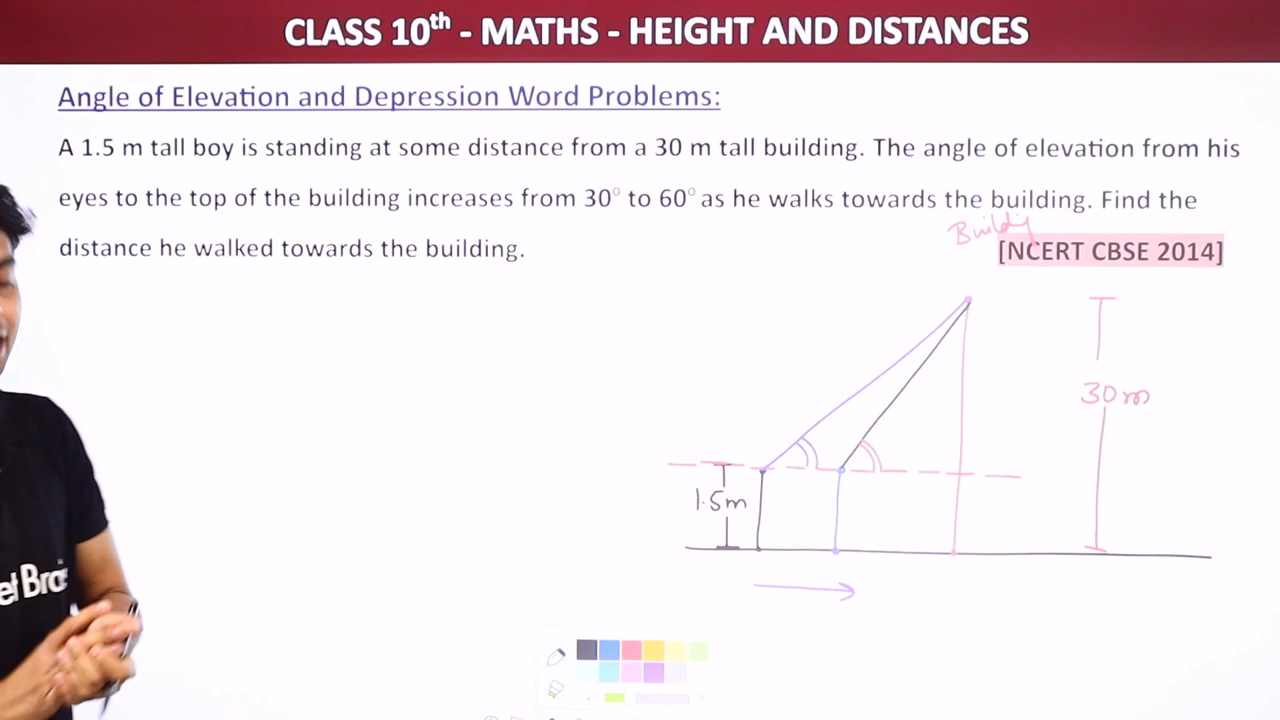 CLASS 10th - MATHS - HEIGHT AND DISTANCES
Angle of Elevation and Depression Word Problems:
A 1.5 m tall boy is standing at some distance from a 30 m tall building. The angle of elevation from his
eyes to the top of the building increases from 30° to 60° as he walks towards the building. Find the
distance he walked towards the building.
[NCERT CBSE 2014]
30m
1.5m